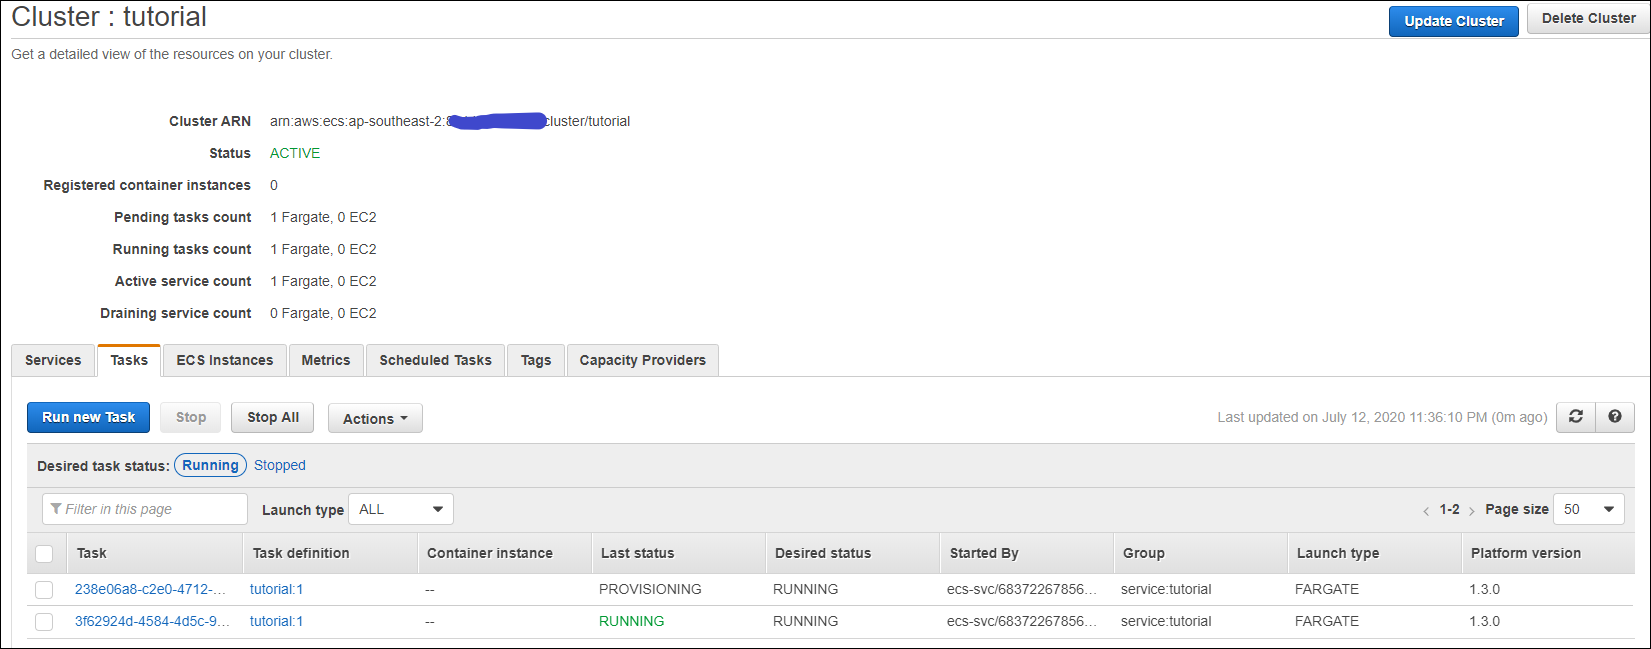 Cluster : tutorial
Update Cluster Delete Cluster
Get a detailed view of the resources on your cluster.
Cluster ARN arn:aws:ecs:ap-southeast-2: cluster/tutorial
Status ACTIVE
Registered container instances 0
Pending tasks count 1 Fargate, 0 EC2
Running tasks count 1 Fargate, 0 EC2
Active service count 1 Fargate, 0 EC2
Draining service count 0 Fargate, 0 EC2
Services Tasks ECS Instances Metrics Scheduled Tasks Tags Capacity Providers
Run new Task Stop Stop All Actions Last updated on July 12, 2020 11:36:10 PM (0m ago)
Desired task status: Running Stopped
Filter in this page Launch type ALL < 1-2 > Page size 50
Task Task definition Container instance Last status Desired status Started By Group Launch type Platform version
238e06a8-c2e0-4712-... tutorial:1 -- PROVISIONING RUNNING ecs-svc/68372267856... service:tutorial FARGATE 1.3.0
3f62924d-4584-4d5c-9... tutorial:1 -- RUNNING RUNNING ecs-svc/68372267856... service:tutorial FARGATE 1.3.0